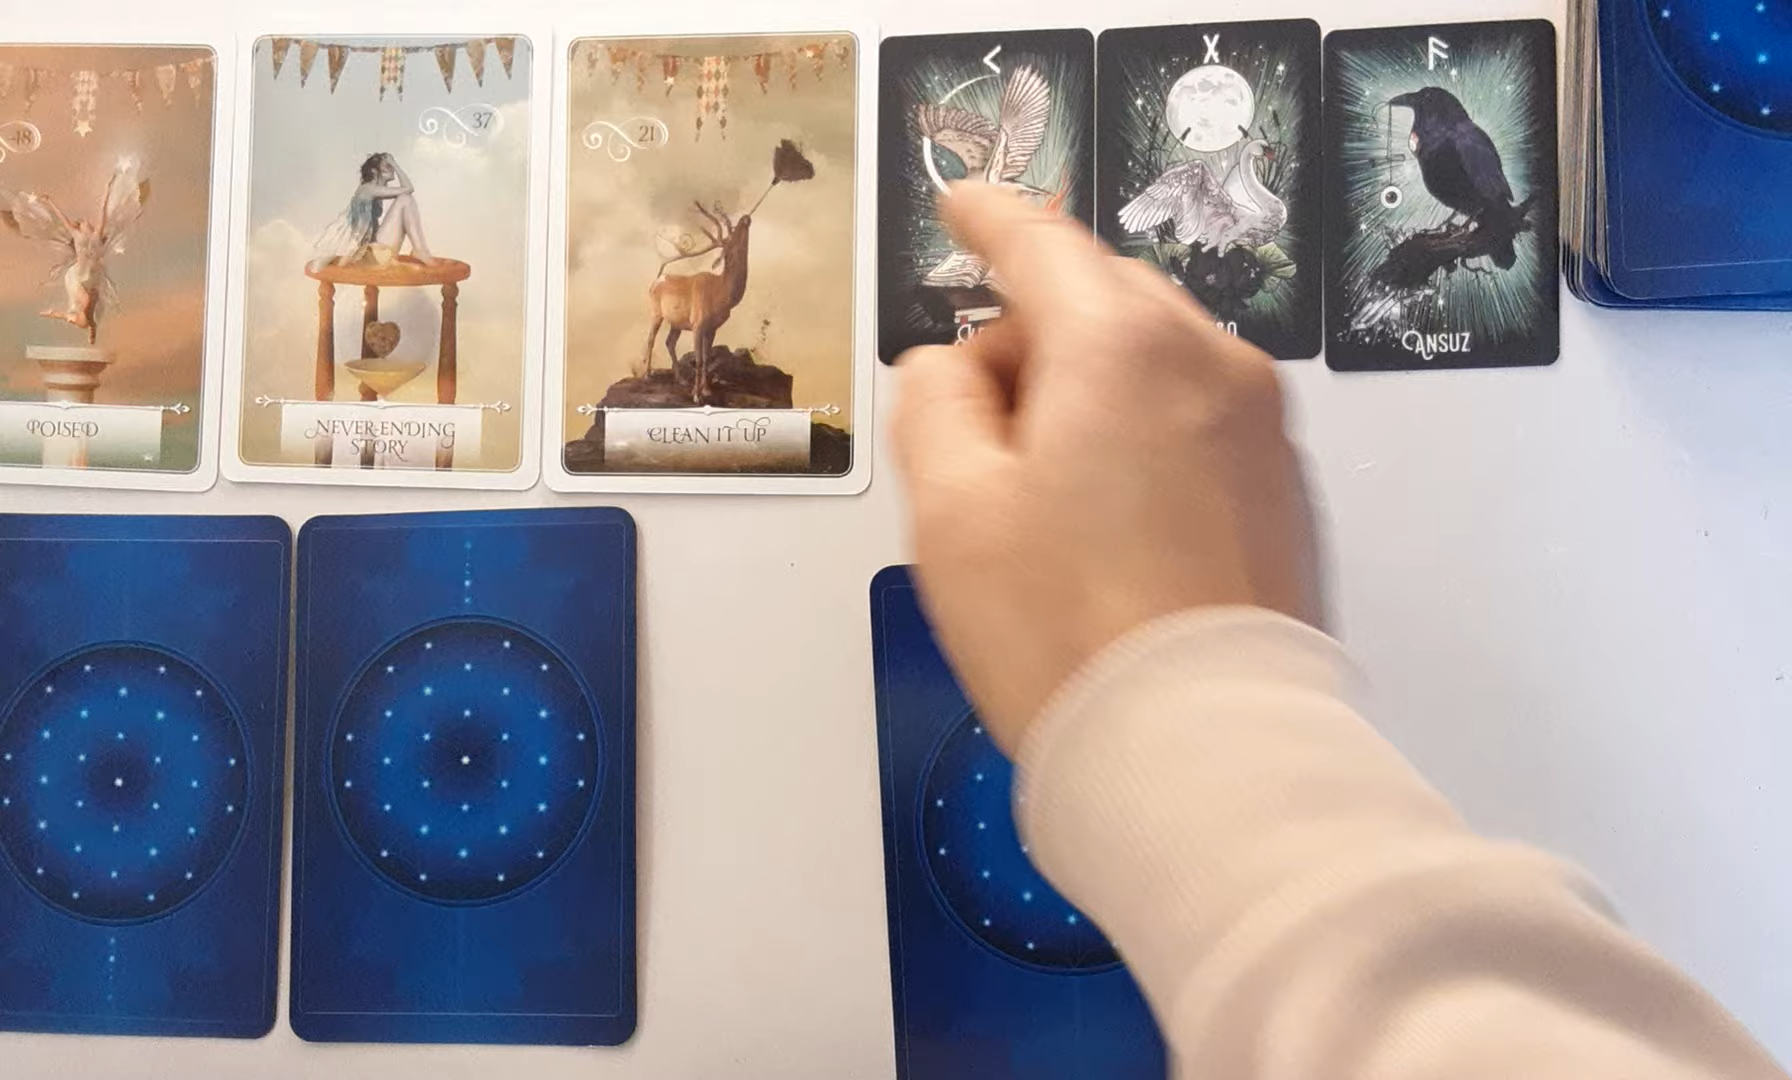 48
POISED
37
NEVER-ENDING
STORY
21
CLEAN IT UP
ᚲ
ᚷ
ᚨ
ANSUZ